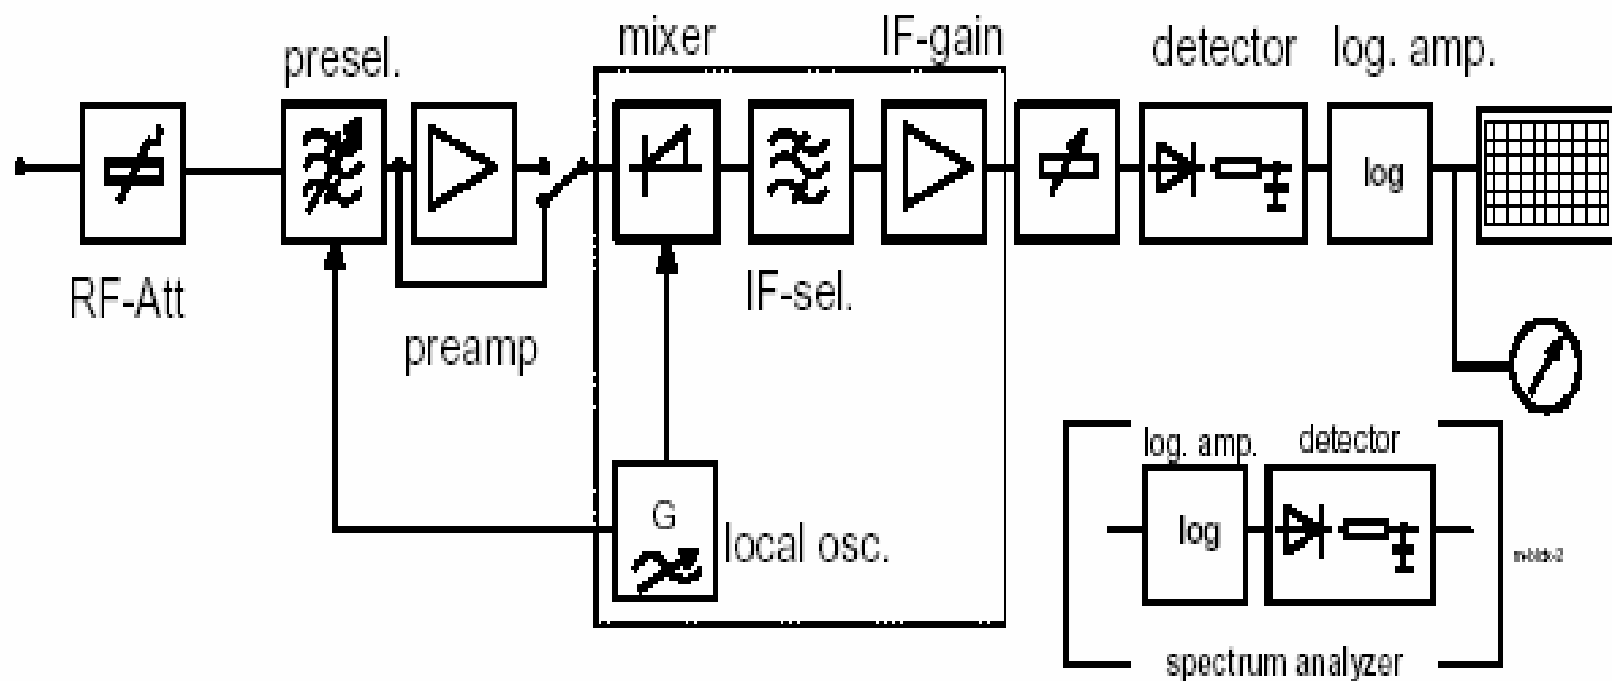 mixer
IF-gain
detector
log. amp.
presel.
log
RF-Att
IF-sel.
preamp
G
local osc.
log. amp.
detector
log
spectrum analyzer